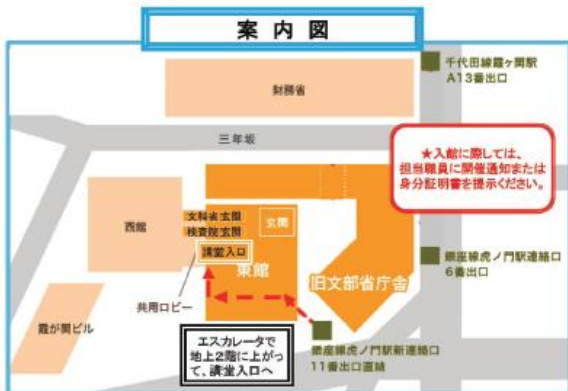 案内図
千代田線霞ヶ関駅
A13番出口
財務省
三年坂
★入館に際しては、
担当職員に開催通知または
身分証明書を提示ください。
西館
文科省玄関
検査院玄関
玄関
講堂入口
東館
旧文部省庁舎
銀座線虎ノ門駅連絡口
6番出口
共用ロビー
霞が関ビル
エスカレータで
地上2階に上がっ
て、講堂入口へ
銀座線虎ノ門駅新連絡口
11番出口直結